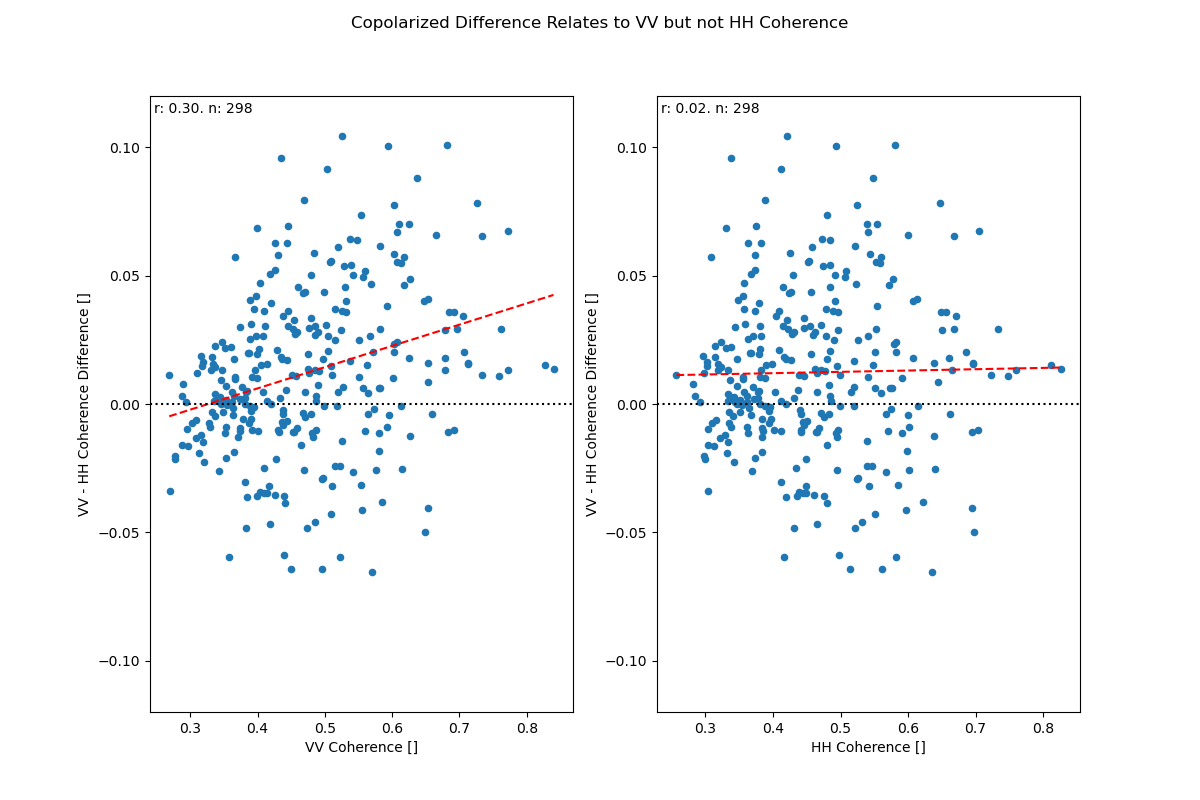 Copolarized Difference Relates to VV but not HH Coherence
r: 0.30. n: 298
VV - HH Coherence Difference []
0.10
0.05
0.00
−0.05
−0.10
0.3 0.4 0.5 0.6 0.7 0.8
VV Coherence []
r: 0.02. n: 298
VV - HH Coherence Difference []
0.10
0.05
0.00
−0.05
−0.10
0.3 0.4 0.5 0.6 0.7 0.8
HH Coherence []